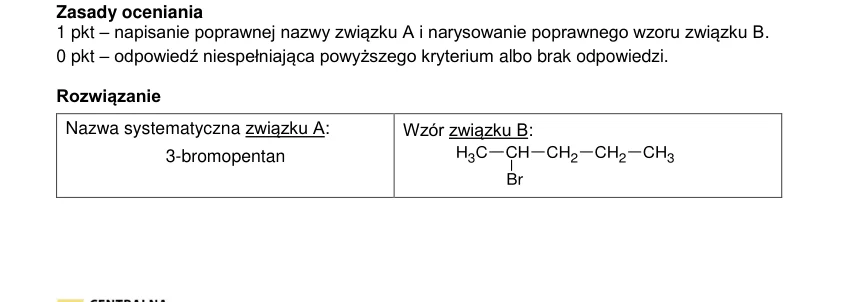 Zasady oceniania
1 pkt – napisanie poprawnej nazwy związku A i narysowanie poprawnego wzoru związku B.
0 pkt – odpowiedź niespełniająca powyższego kryterium albo brak odpowiedzi.
Rozwiązanie
Nazwa systematyczna związku A:
3-bromopentan
Wzór związku B:
H₃C—CH—CH₂—CH₂—CH₃
Br